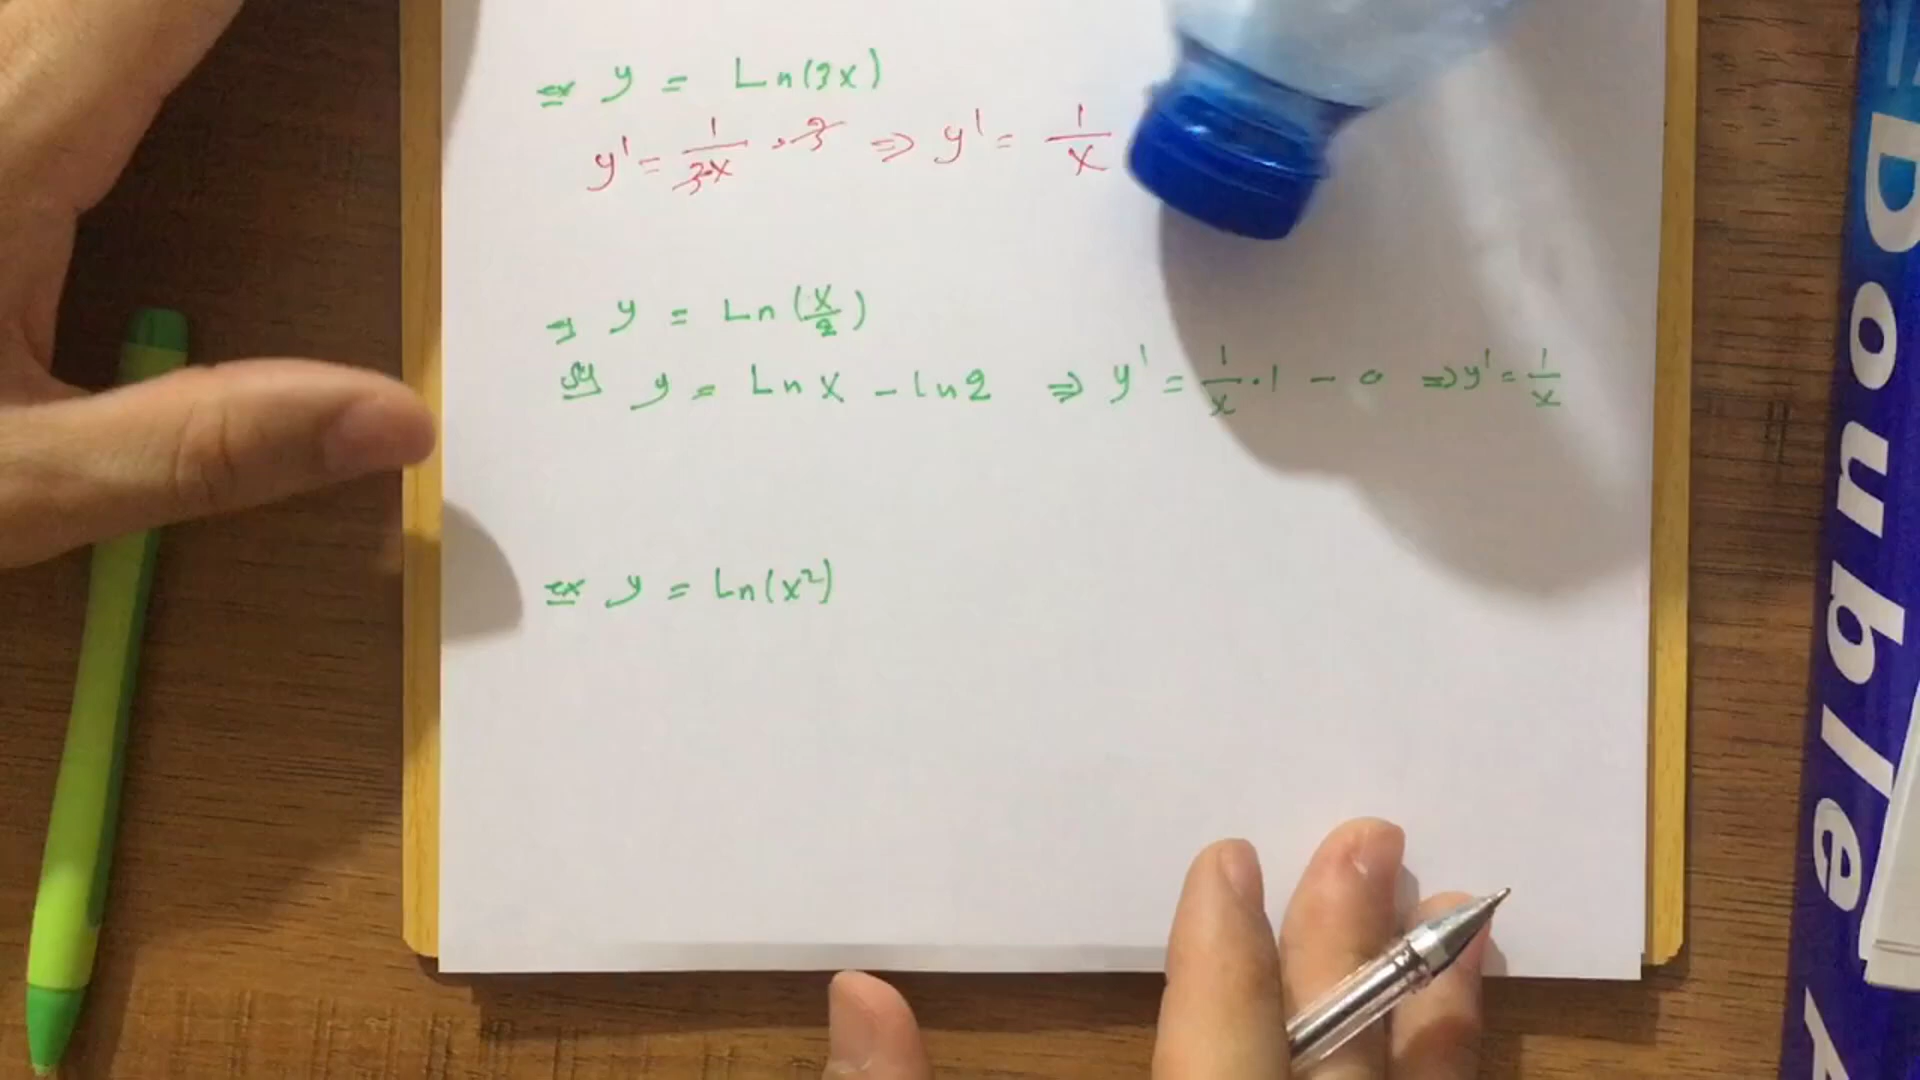 ex y = Ln(3x)
y' = 1/3x · 3 ⇒ y' = 1/x
y = Ln(x/2)
y = Ln x - ln2 ⇒ y' = 1/x · 1 - 0 ⇒ y' = 1/x
ex y = Ln(x²)
Double A